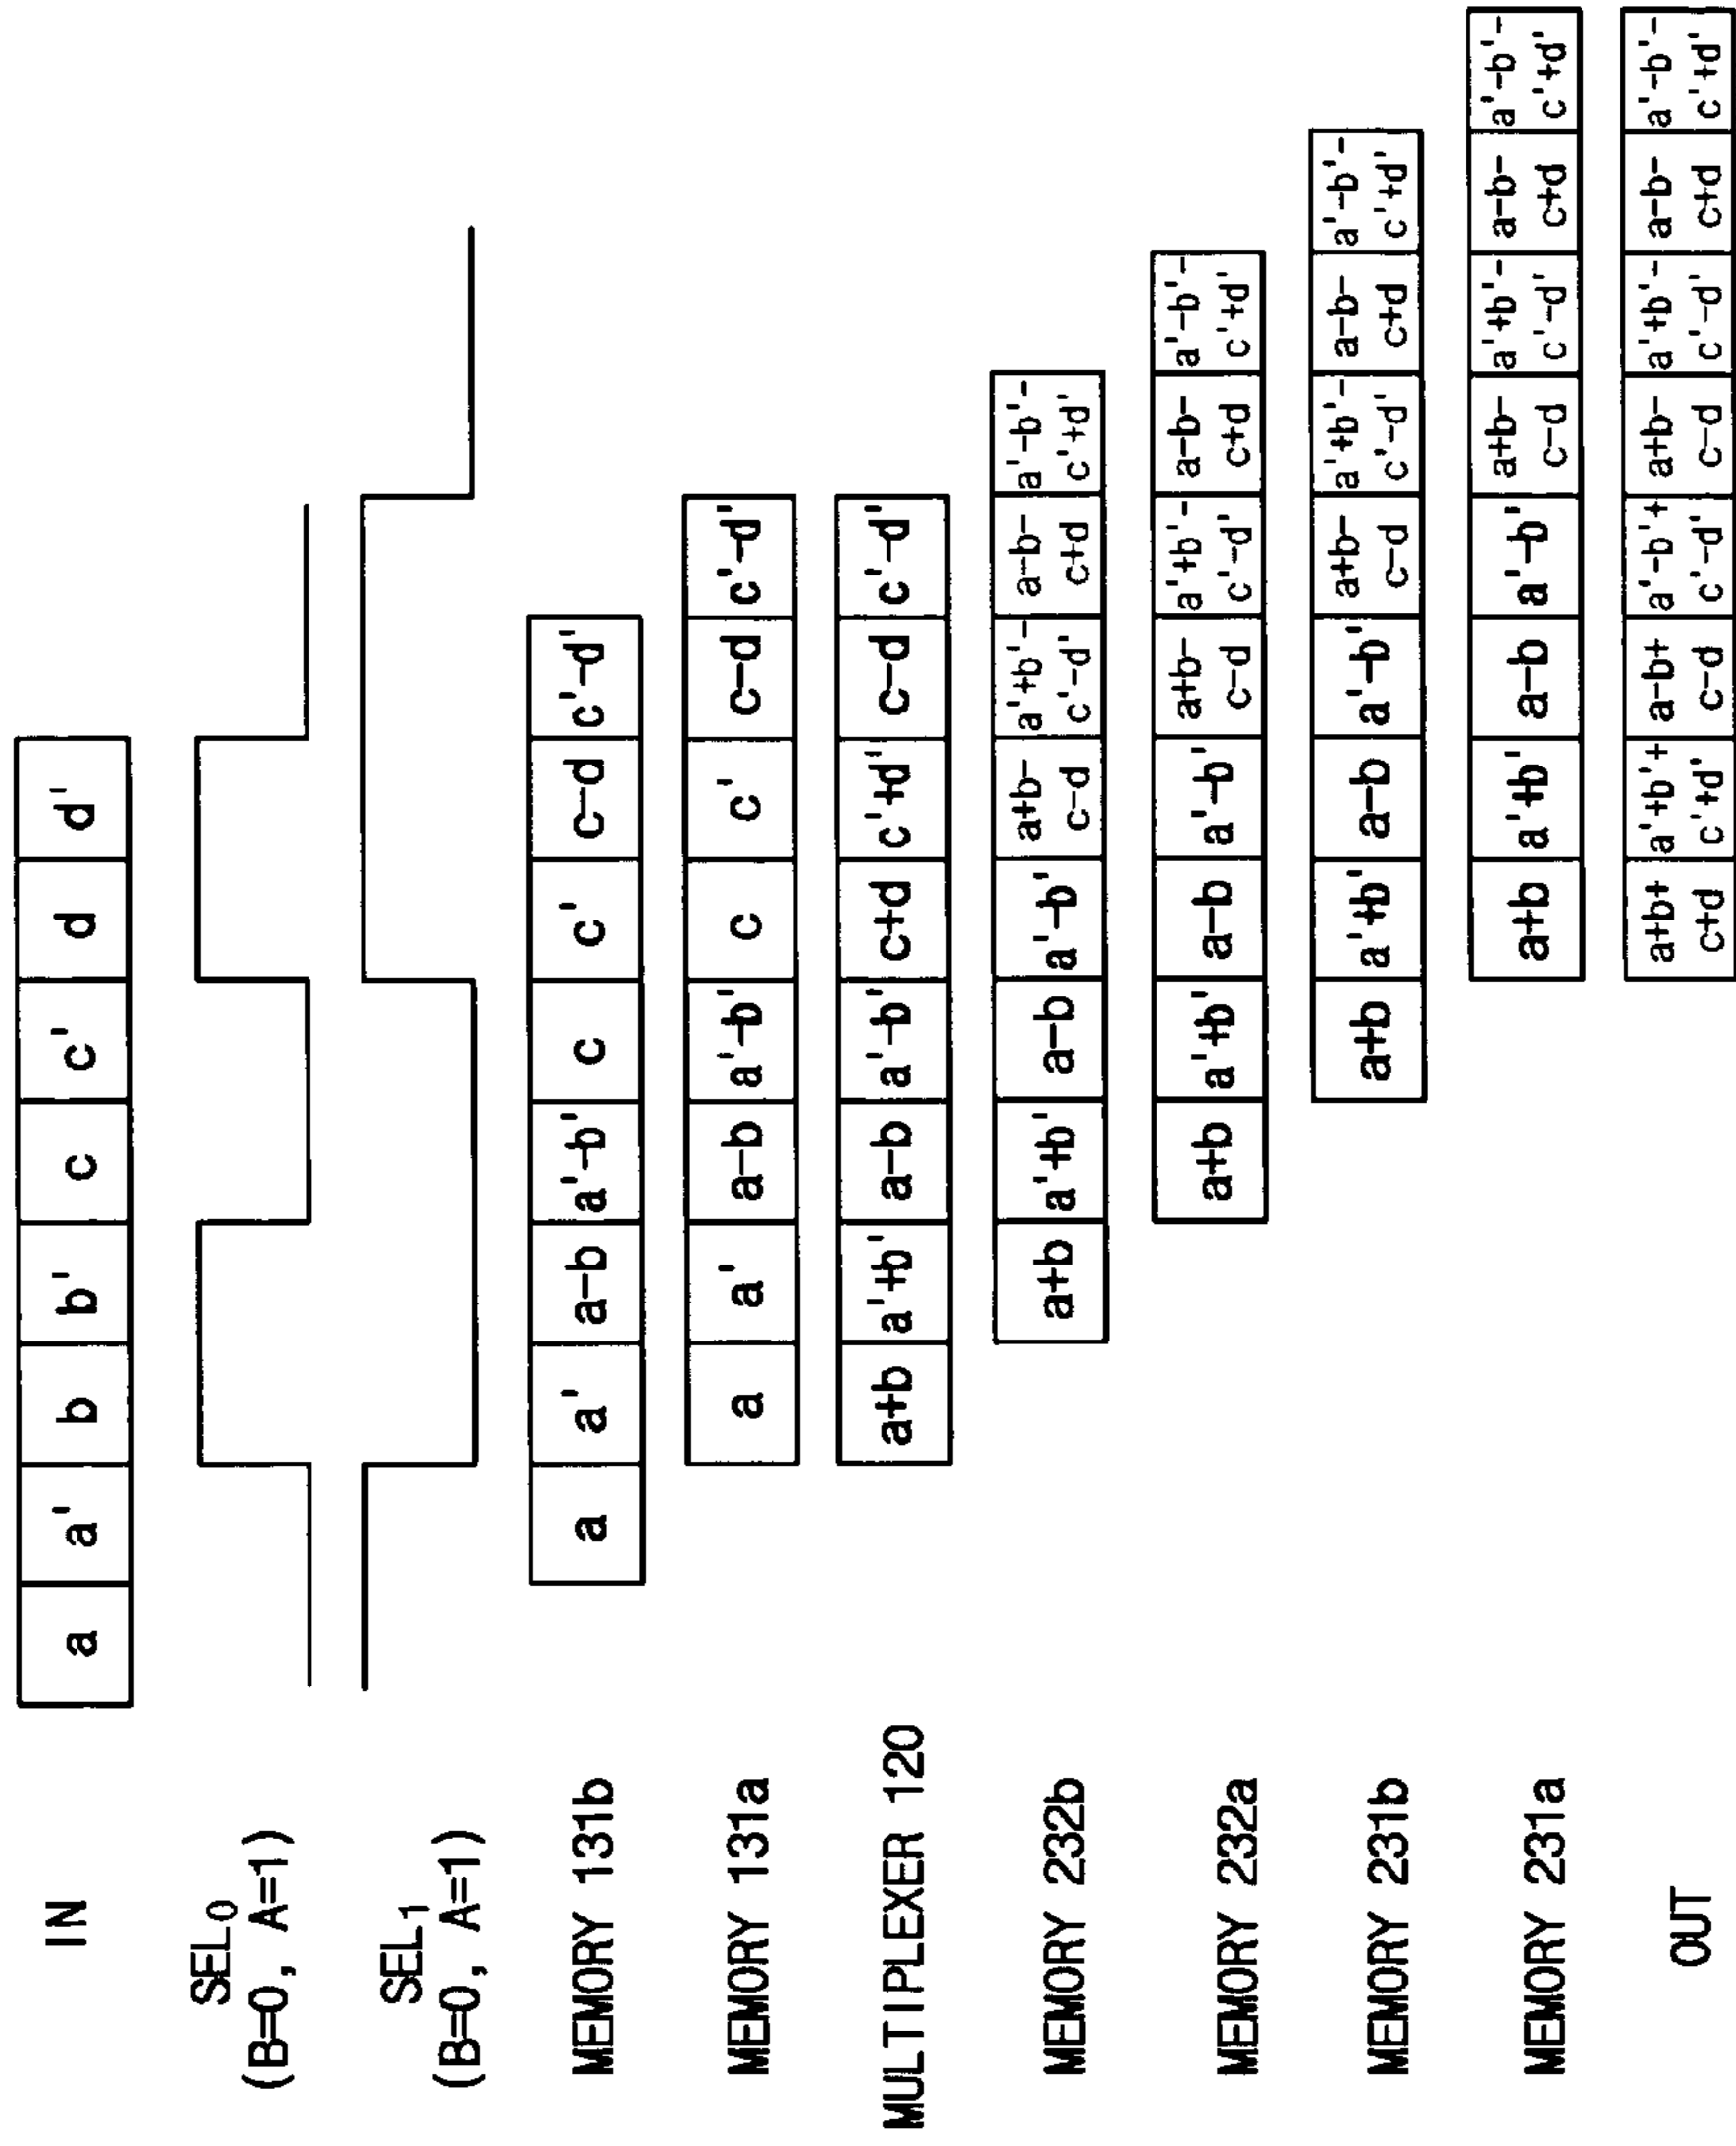 IN a a' b b' c c' d d'
SEL0
(B=0, A=1)
SEL1
(B=0, A=1)
MEMORY 131b a a' a-b a'-b' c c' c-d c'-d'
MEMORY 131a a a' a-b a'-b' c c' c-d c'-d'
MULTIPLEXER 120 a+b a'+b' a-b a'-b' c+d c'+d' c-d c'-d'
MEMORY 232b a+b a'+b' a-b a'-b' a+b-c-d a'+b'-c'-d' a-b-c+d a'-b'-c'+d'
MEMORY 232a a+b a'+b' a-b a'-b' a+b-c-d a'+b'-c'-d' a-b-c+d a'-b'-c'+d'
MEMORY 231b a+b a'+b' a-b a'-b' a+b-c-d a'+b'-c'-d' a-b-c+d a'-b'-c'+d'
MEMORY 231a a+b a'+b' a-b a'-b' a+b-c-d a'+b'-c'-d' a-b-c+d a'-b'-c'+d'
OUT a+b+c+d a'+b'+c'+d' a-b+c-d a'-b'+c'-d' a+b-c-d a'+b'-c'-d' a-b-c+d a'-b'-c'+d'